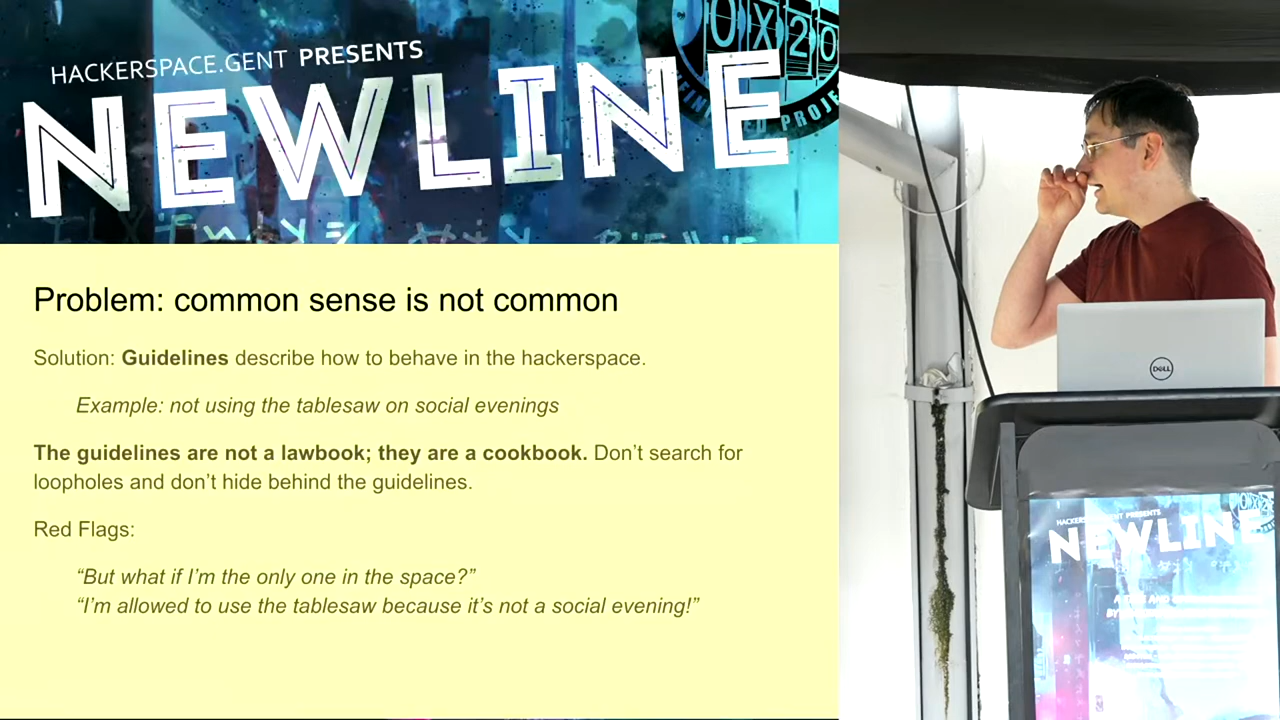 HACKERSPACE.GENT PRESENTS
NEWLINE
0X20
Problem: common sense is not common
Solution: Guidelines describe how to behave in the hackerspace.
Example: not using the tablesaw on social evenings
The guidelines are not a lawbook; they are a cookbook. Don’t search for
loopholes and don’t hide behind the guidelines.
Red Flags:
“But what if I’m the only one in the space?”
“I’m allowed to use the tablesaw because it’s not a social evening!”
DELL
PRESENTS
NEWLINE